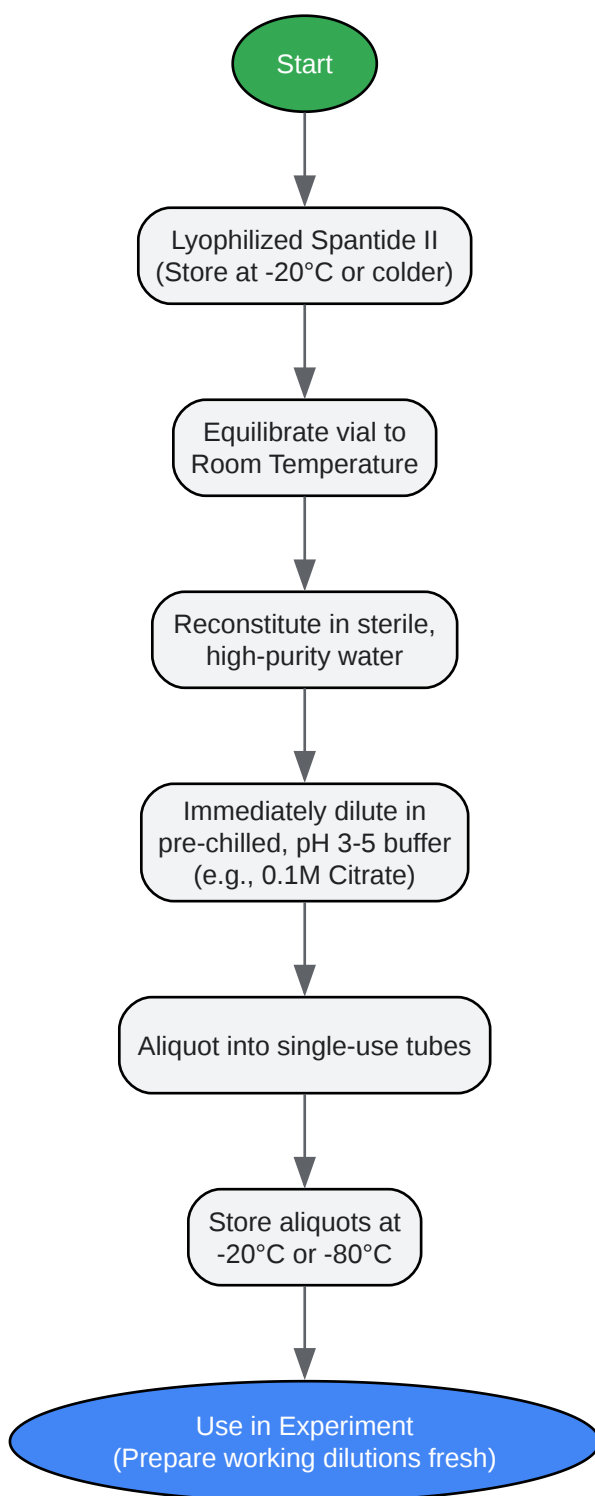 Start
Lyophilized Spantide II
(Store at -20°C or colder)
Equilibrate vial to
Room Temperature
Reconstitute in sterile,
high-purity water
Immediately dilute in
pre-chilled, pH 3-5 buffer
(e.g., 0.1M Citrate)
Aliquot into single-use tubes
Store aliquots at
-20°C or -80°C
Use in Experiment
(Prepare working dilutions fresh)